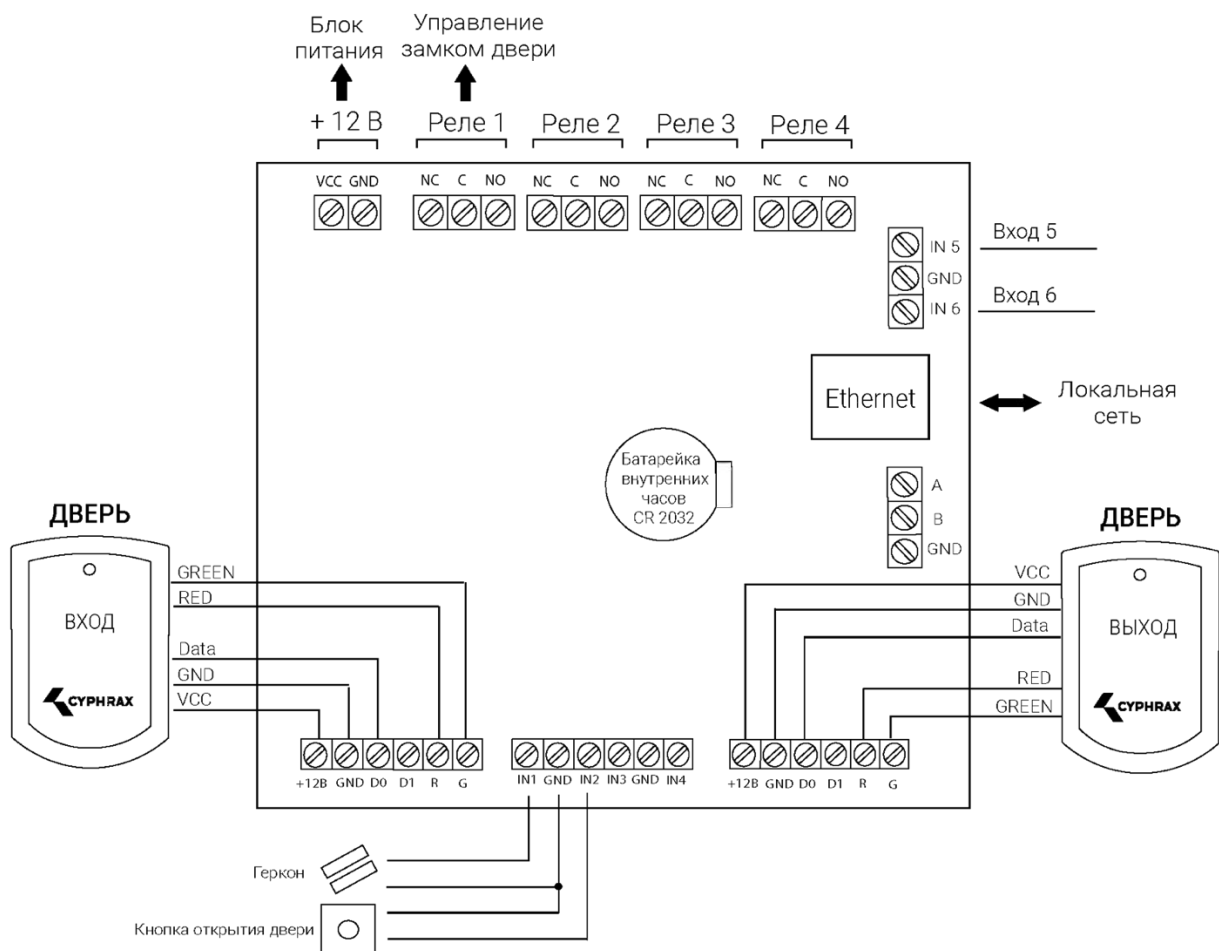 Блок
питания
Управление
замком двери
+ 12 В
Реле 1
Реле 2
Реле 3
Реле 4
VCC GND
NC C NO
NC C NO
NC C NO
NC C NO
IN 5
Вход 5
GND
IN 6
Вход 6
Ethernet
Локальная
сеть
Батарейка
внутренних
часов
CR 2032
A
B
GND
ДВЕРЬ
GREEN
RED
ВХОД
Data
GND
VCC
CYPHRAX
ДВЕРЬ
VCC
GND
Data
ВЫХОД
RED
GREEN
CYPHRAX
+12В GND D0 D1 R G
IN1 GND IN2 IN3 GND IN4
+12В GND D0 D1 R G
Геркон
Кнопка открытия двери